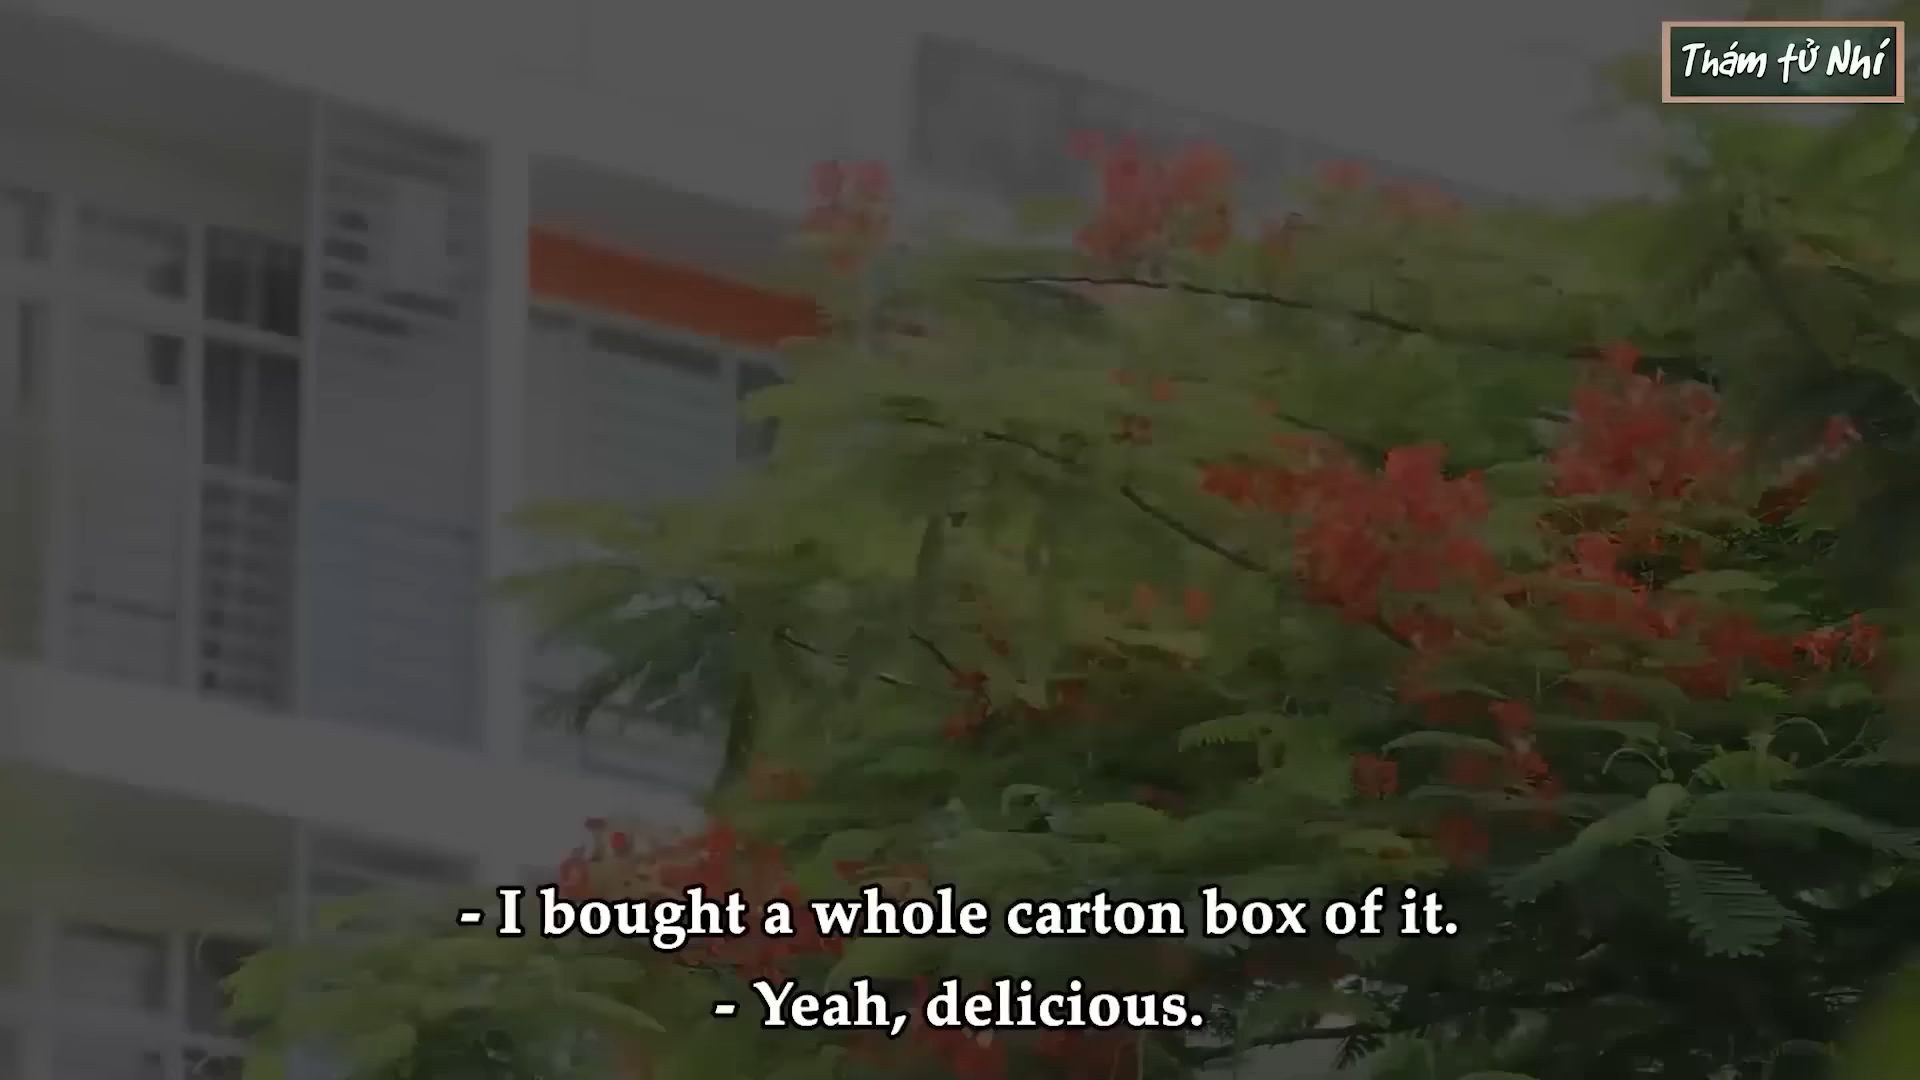 Thám tử Nhí
- I bought a whole carton box of it.
- Yeah, delicious.